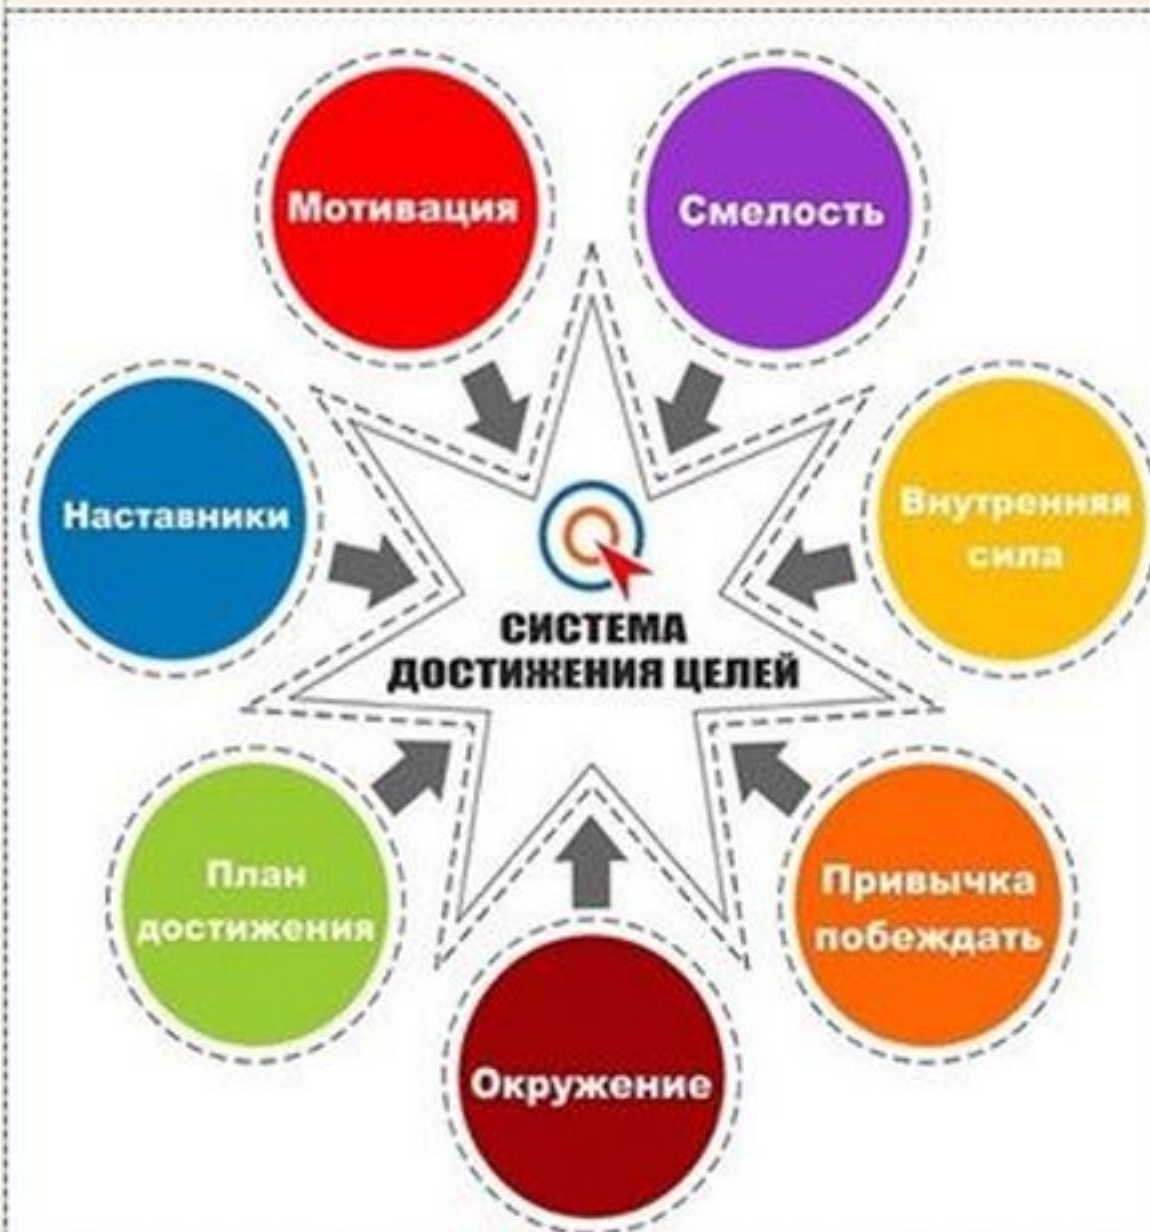 Мотивация
Смелость
Наставники
Внутренняя
сила
СИСТЕМА
ДОСТИЖЕНИЯ ЦЕЛЕЙ
План
достижения
Привычка
побеждать
Окружение